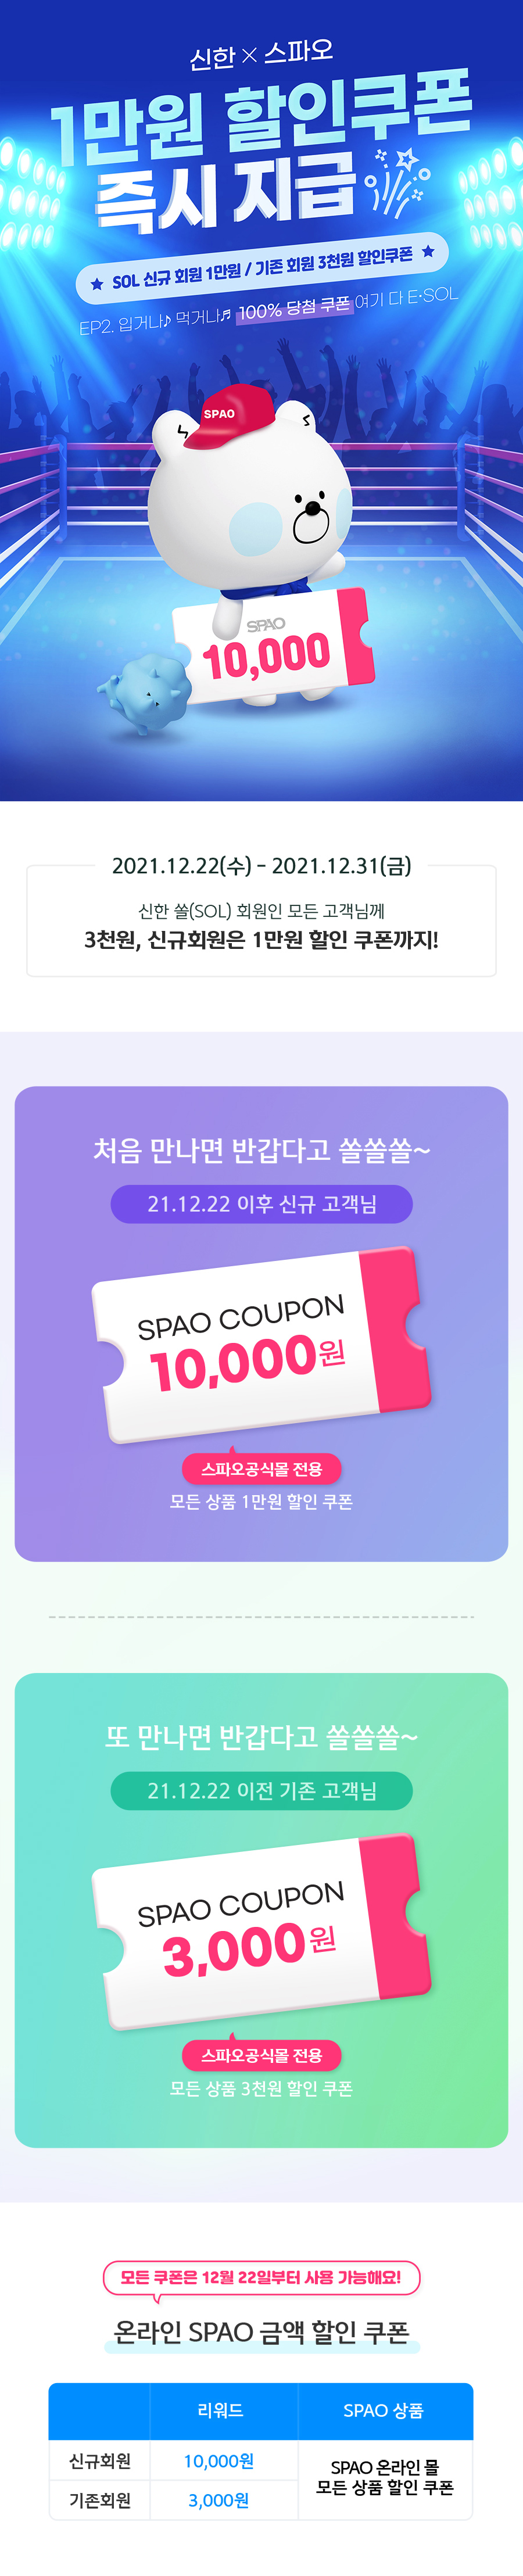 신한 × 스파오
1만원 할인쿠폰
즉시 지급
★ SOL 신규 회원 1만원 / 기존 회원 3천원 할인쿠폰 ★
EP2. 입거나♪ 먹거나♬ 100% 당첨 쿠폰 여기 다 E·SOL
SPAO
SPAO
10,000
2021.12.22(수) - 2021.12.31(금)
신한 쏠(SOL) 회원인 모든 고객님께
3천원, 신규회원은 1만원 할인 쿠폰까지!
처음 만나면 반갑다고 쏠쏠쏠~
21.12.22 이후 신규 고객님
SPAO COUPON
10,000원
스파오공식몰 전용
모든 상품 1만원 할인 쿠폰
또 만나면 반갑다고 쏠쏠쏠~
21.12.22 이전 기존 고객님
SPAO COUPON
3,000원
스파오공식몰 전용
모든 상품 3천원 할인 쿠폰
모든 쿠폰은 12월 22일부터 사용 가능해요!
온라인 SPAO 금액 할인 쿠폰
리워드 SPAO 상품
신규회원 10,000원 SPAO 온라인 몰
모든 상품 할인 쿠폰
기존회원 3,000원